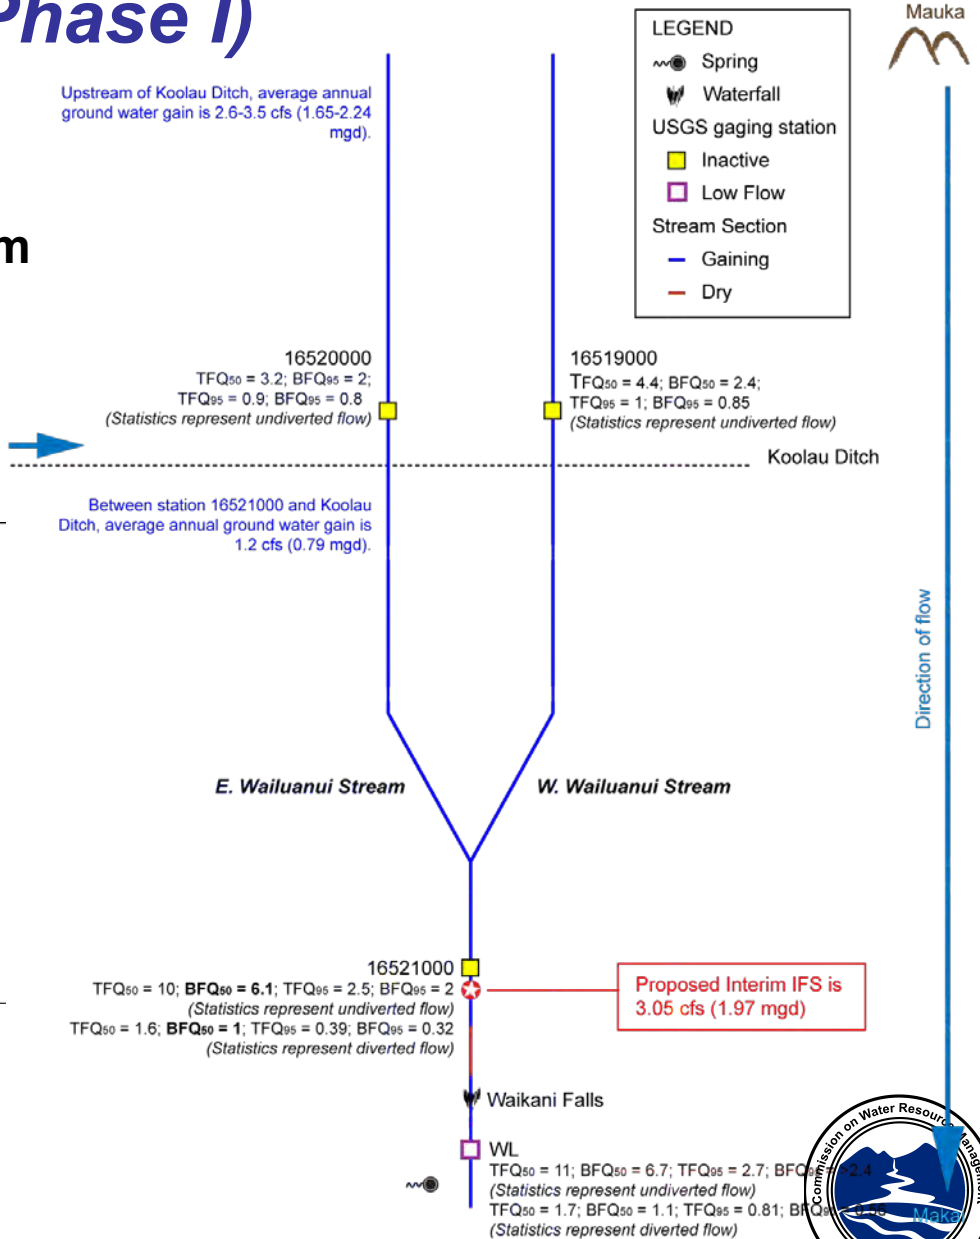 Phase I)
Mauka
LEGEND
Spring
Waterfall
USGS gaging station
Inactive
Low Flow
Stream Section
Gaining
Dry
Upstream of Koolau Ditch, average annual
ground water gain is 2.6-3.5 cfs (1.65-2.24
mgd).
m
16520000
TFQ50 = 3.2; BFQ95 = 2;
TFQ95 = 0.9; BFQ95 = 0.8
(Statistics represent undiverted flow)
16519000
TFQ50 = 4.4; BFQ50 = 2.4;
TFQ95 = 1; BFQ95 = 0.85
(Statistics represent undiverted flow)
Koolau Ditch
Between station 16521000 and Koolau
Ditch, average annual ground water gain is
1.2 cfs (0.79 mgd).
Direction of flow
E. Wailuanui Stream
W. Wailuanui Stream
16521000
TFQ50 = 10; BFQ50 = 6.1; TFQ95 = 2.5; BFQ95 = 2
(Statistics represent undiverted flow)
TFQ50 = 1.6; BFQ50 = 1; TFQ95 = 0.39; BFQ95 = 0.32
(Statistics represent diverted flow)
Proposed Interim IFS is
3.05 cfs (1.97 mgd)
Waikani Falls
WL
TFQ50 = 11; BFQ50 = 6.7; TFQ95 = 2.7; BFQ95 = >2.4
(Statistics represent undiverted flow)
TFQ50 = 1.7; BFQ50 = 1.1; TFQ95 = 0.81; BFQ95 = 0.56
(Statistics represent diverted flow)
Commission on Water Resource Management
Makai